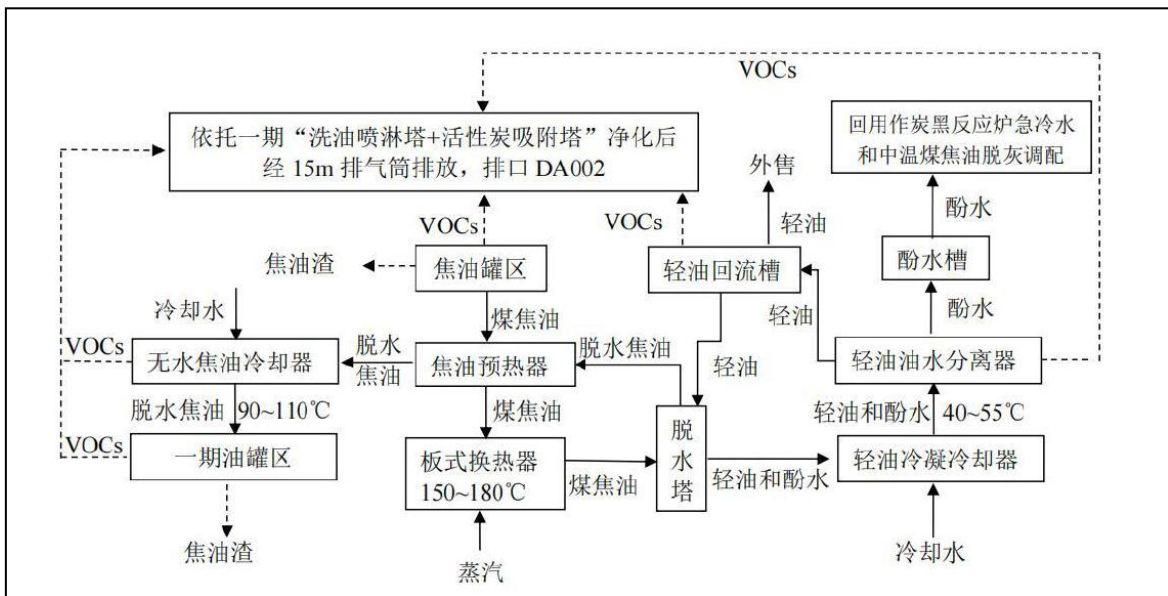 VOCs
依托一期“洗油喷淋塔+活性炭吸附塔”净化后
经 15m 排气筒排放，排口 DA002
回用作炭黑反应炉急冷水
和中温煤焦油脱灰调配
外售
VOCs
VOCs
轻油
酚水
焦油渣
焦油罐区
轻油回流槽
酚水槽
冷却水
煤焦油
轻油
酚水
VOCs
无水焦油冷却器
脱水
焦油
焦油预热器
脱水焦油
轻油
轻油油水分离器
脱水焦油
90~110℃
煤焦油
轻油和酚水
40~55℃
VOCs
一期油罐区
板式换热器
150~180℃
煤焦油
脱水塔
轻油和酚水
轻油冷凝冷却器
焦油渣
蒸汽
冷却水